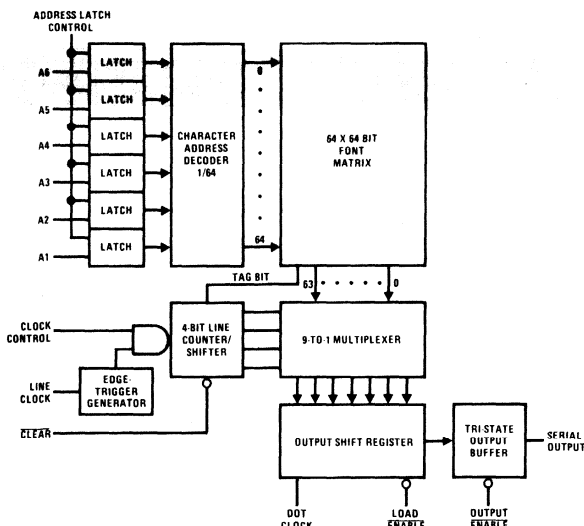 ADDRESS LATCH
CONTROL
A6
LATCH
A5
LATCH
A4
LATCH
A3
LATCH
A2
LATCH
A1
LATCH
CHARACTER
ADDRESS
DECODER
1/64
0
64
64 X 64 BIT
FONT
MATRIX
TAG BIT
63
0
CLOCK
CONTROL
LINE
CLOCK
EDGE-
TRIGGER
GENERATOR
CLEAR
4-BIT LINE
COUNTER/
SHIFTER
9-TO-1 MULTIPLEXER
OUTPUT SHIFT REGISTER
TRI-STATE
OUTPUT
BUFFER
SERIAL
OUTPUT
DOT
CLOCK
LOAD
ENABLE
OUTPUT
ENABLE